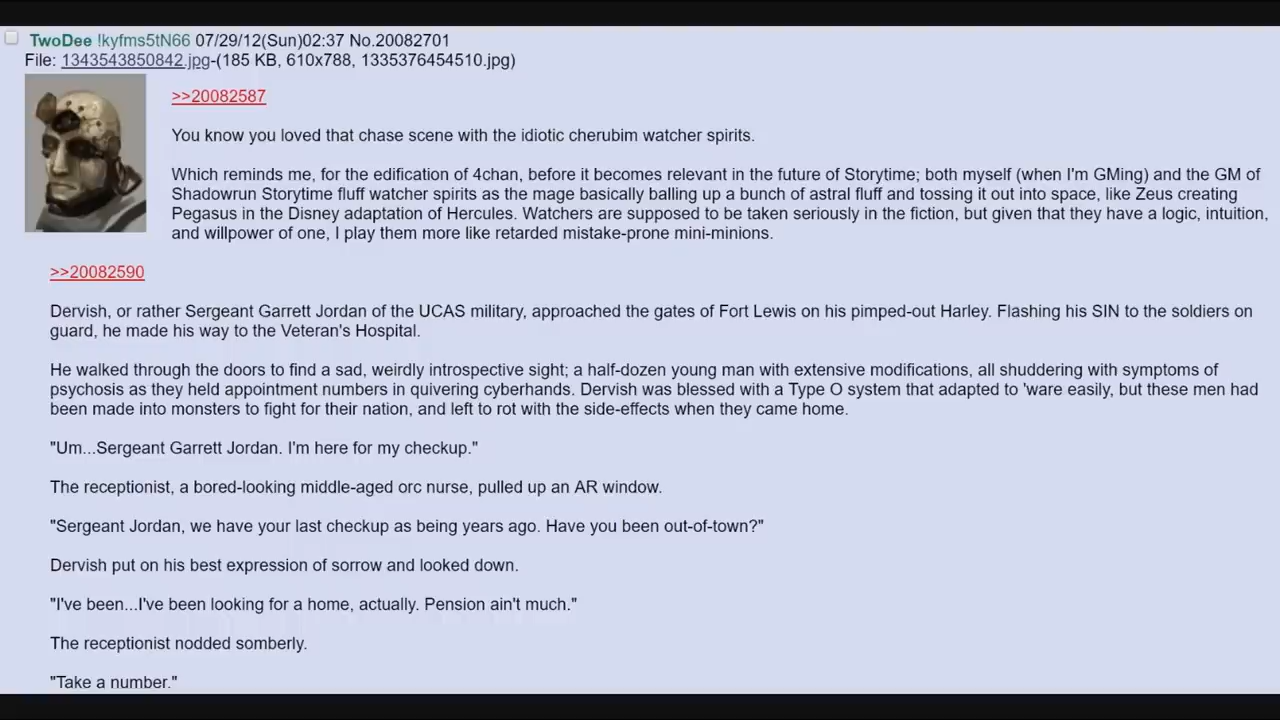 TwoDee !kyfms5tN66 07/29/12(Sun)02:37 No.20082701
File: 1343543850842.jpg-(185 KB, 610x788, 1335376454510.jpg)
>>20082587
You know you loved that chase scene with the idiotic cherubim watcher spirits.
Which reminds me, for the edification of 4chan, before it becomes relevant in the future of Storytime; both myself (when I'm GMing) and the GM of
Shadowrun Storytime fluff watcher spirits as the mage basically balling up a bunch of astral fluff and tossing it out into space, like Zeus creating
Pegasus in the Disney adaptation of Hercules. Watchers are supposed to be taken seriously in the fiction, but given that they have a logic, intuition,
and willpower of one, I play them more like retarded mistake-prone mini-minions.
>>20082590
Dervish, or rather Sergeant Garrett Jordan of the UCAS military, approached the gates of Fort Lewis on his pimped-out Harley. Flashing his SIN to the soldiers on
guard, he made his way to the Veteran's Hospital.
He walked through the doors to find a sad, weirdly introspective sight; a half-dozen young man with extensive modifications, all shuddering with symptoms of
psychosis as they held appointment numbers in quivering cyberhands. Dervish was blessed with a Type O system that adapted to 'ware easily, but these men had
been made into monsters to fight for their nation, and left to rot with the side-effects when they came home.
"Um...Sergeant Garrett Jordan. I'm here for my checkup."
The receptionist, a bored-looking middle-aged orc nurse, pulled up an AR window.
"Sergeant Jordan, we have your last checkup as being years ago. Have you been out-of-town?"
Dervish put on his best expression of sorrow and looked down.
"I've been...I've been looking for a home, actually. Pension ain't much."
The receptionist nodded somberly.
"Take a number."